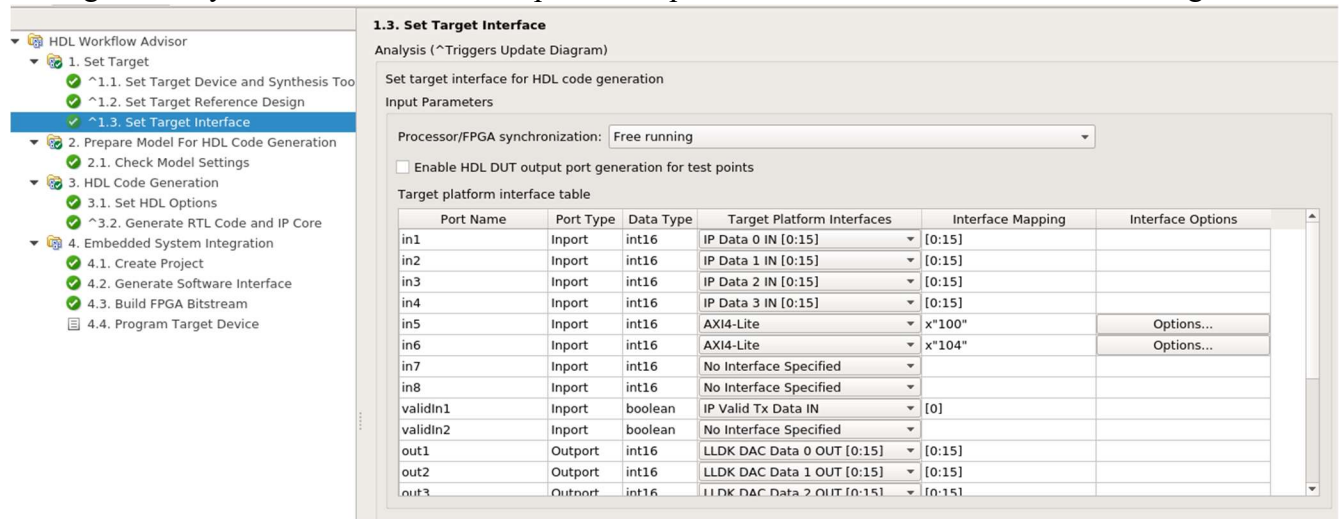 1.3. Set Target Interface
Analysis (^Triggers Update Diagram)
HDL Workflow Advisor
1. Set Target
^1.1. Set Target Device and Synthesis Too
^1.2. Set Target Reference Design
^1.3. Set Target Interface
2. Prepare Model For HDL Code Generation
2.1. Check Model Settings
3. HDL Code Generation
3.1. Set HDL Options
^3.2. Generate RTL Code and IP Core
4. Embedded System Integration
4.1. Create Project
4.2. Generate Software Interface
4.3. Build FPGA Bitstream
4.4. Program Target Device
Set target interface for HDL code generation
Input Parameters
Processor/FPGA synchronization: Free running
Enable HDL DUT output port generation for test points
Target platform interface table
Port Name Port Type Data Type Target Platform Interfaces Interface Mapping Interface Options
in1 Inport int16 IP Data 0 IN [0:15] [0:15]
in2 Inport int16 IP Data 1 IN [0:15] [0:15]
in3 Inport int16 IP Data 2 IN [0:15] [0:15]
in4 Inport int16 IP Data 3 IN [0:15] [0:15]
in5 Inport int16 AXI4-Lite x"100" Options...
in6 Inport int16 AXI4-Lite x"104" Options...
in7 Inport int16 No Interface Specified
in8 Inport int16 No Interface Specified
validIn1 Inport boolean IP Valid Tx Data IN [0]
validIn2 Inport boolean No Interface Specified
out1 Outport int16 LLDK DAC Data 0 OUT [0:15] [0:15]
out2 Outport int16 LLDK DAC Data 1 OUT [0:15] [0:15]
out3 Outport int16 LLDK DAC Data 2 OUT [0:15] [0:15]